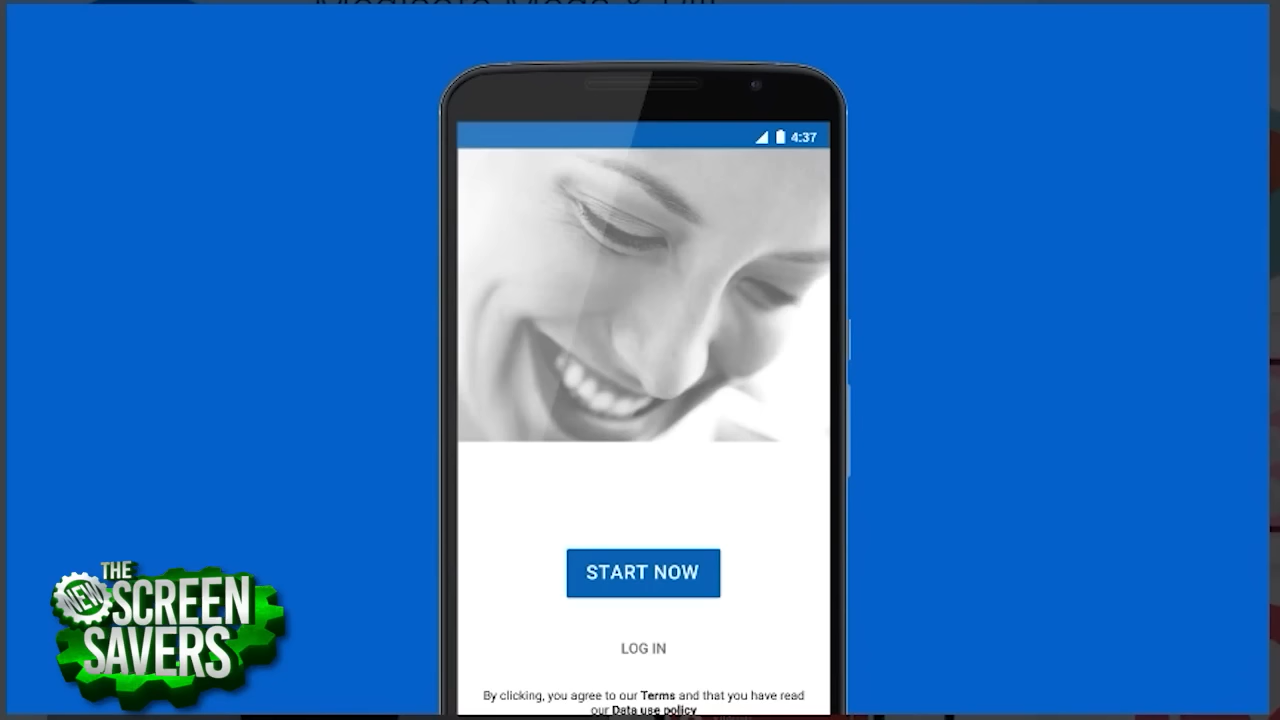 4:37
START NOW
LOG IN
By clicking, you agree to our Terms and that you have read
our Data use policy
THE
NEW SCREEN
SAVERS